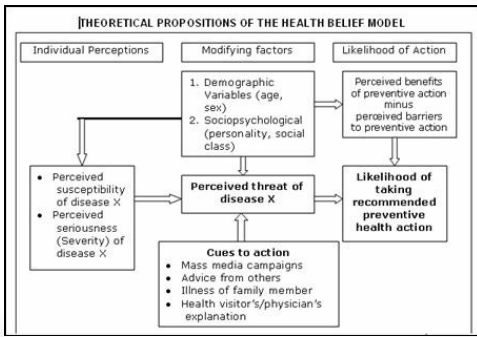 THEORETICAL PROPOSITIONS OF THE HEALTH BELIEF MODEL
Individual Perceptions
Modifying factors
Likelihood of Action
1. Demographic
Variables (age,
sex)
2. Sociopsychological
(personality, social
class)
Perceived benefits
of preventive action
minus
perceived barriers
to preventive action
• Perceived
susceptibility
of disease X
• Perceived
seriousness
(Severity) of
disease X
Perceived threat of
disease X
Likelihood of
taking
recommended
preventive
health action
Cues to action
• Mass media campaigns
• Advice from others
• Illness of family member
• Health visitor's/physician's
explanation